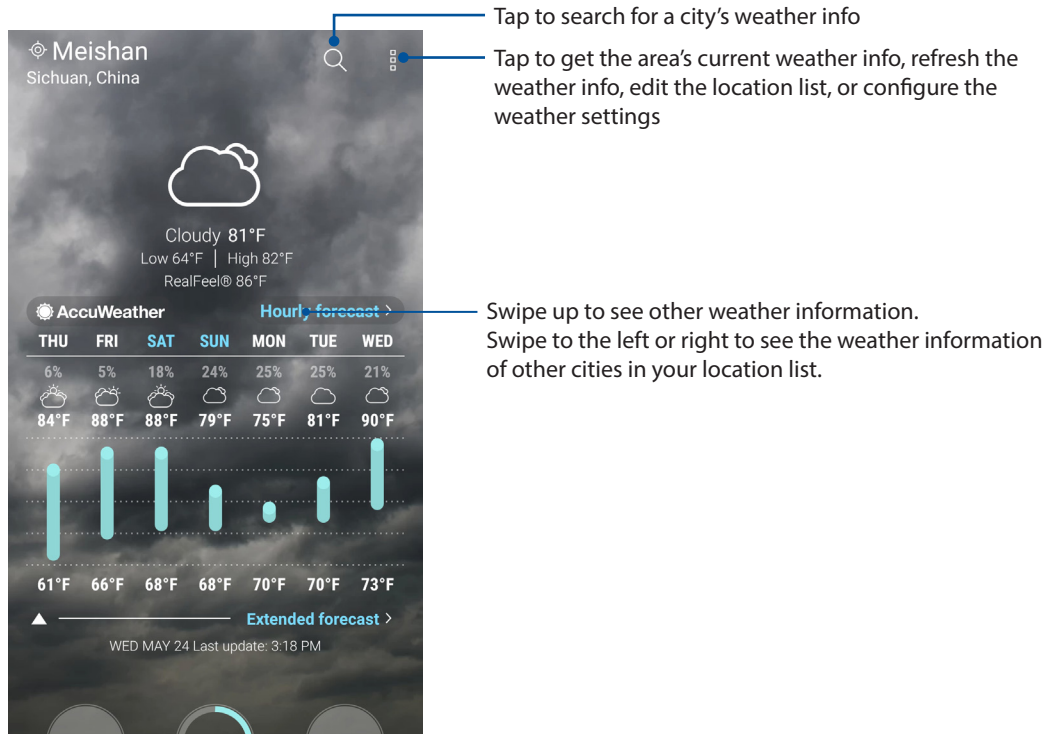 Tap to search for a city’s weather info
Tap to get the area’s current weather info, refresh the
weather info, edit the location list, or configure the
weather settings
Meishan
Sichuan, China
Cloudy 81°F
Low 64°F | High 82°F
RealFeel® 86°F
AccuWeather Hourly forecast >
Swipe up to see other weather information.
Swipe to the left or right to see the weather information
of other cities in your location list.
THU FRI SAT SUN MON TUE WED
6% 5% 18% 24% 25% 25% 21%
84°F 88°F 88°F 79°F 75°F 81°F 90°F
61°F 66°F 68°F 68°F 70°F 70°F 73°F
Extended forecast >
WED MAY 24 Last update: 3:18 PM